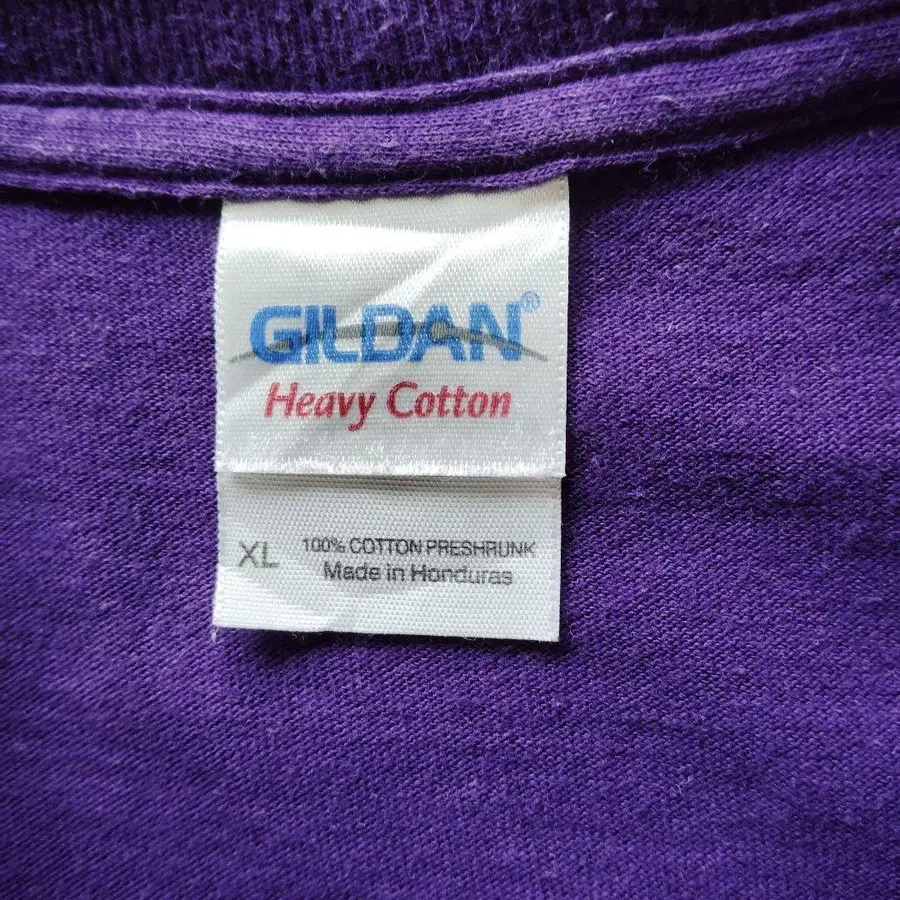 GILDAN®
Heavy Cotton
XL 100% COTTON PRESHRUNK
Made in Honduras